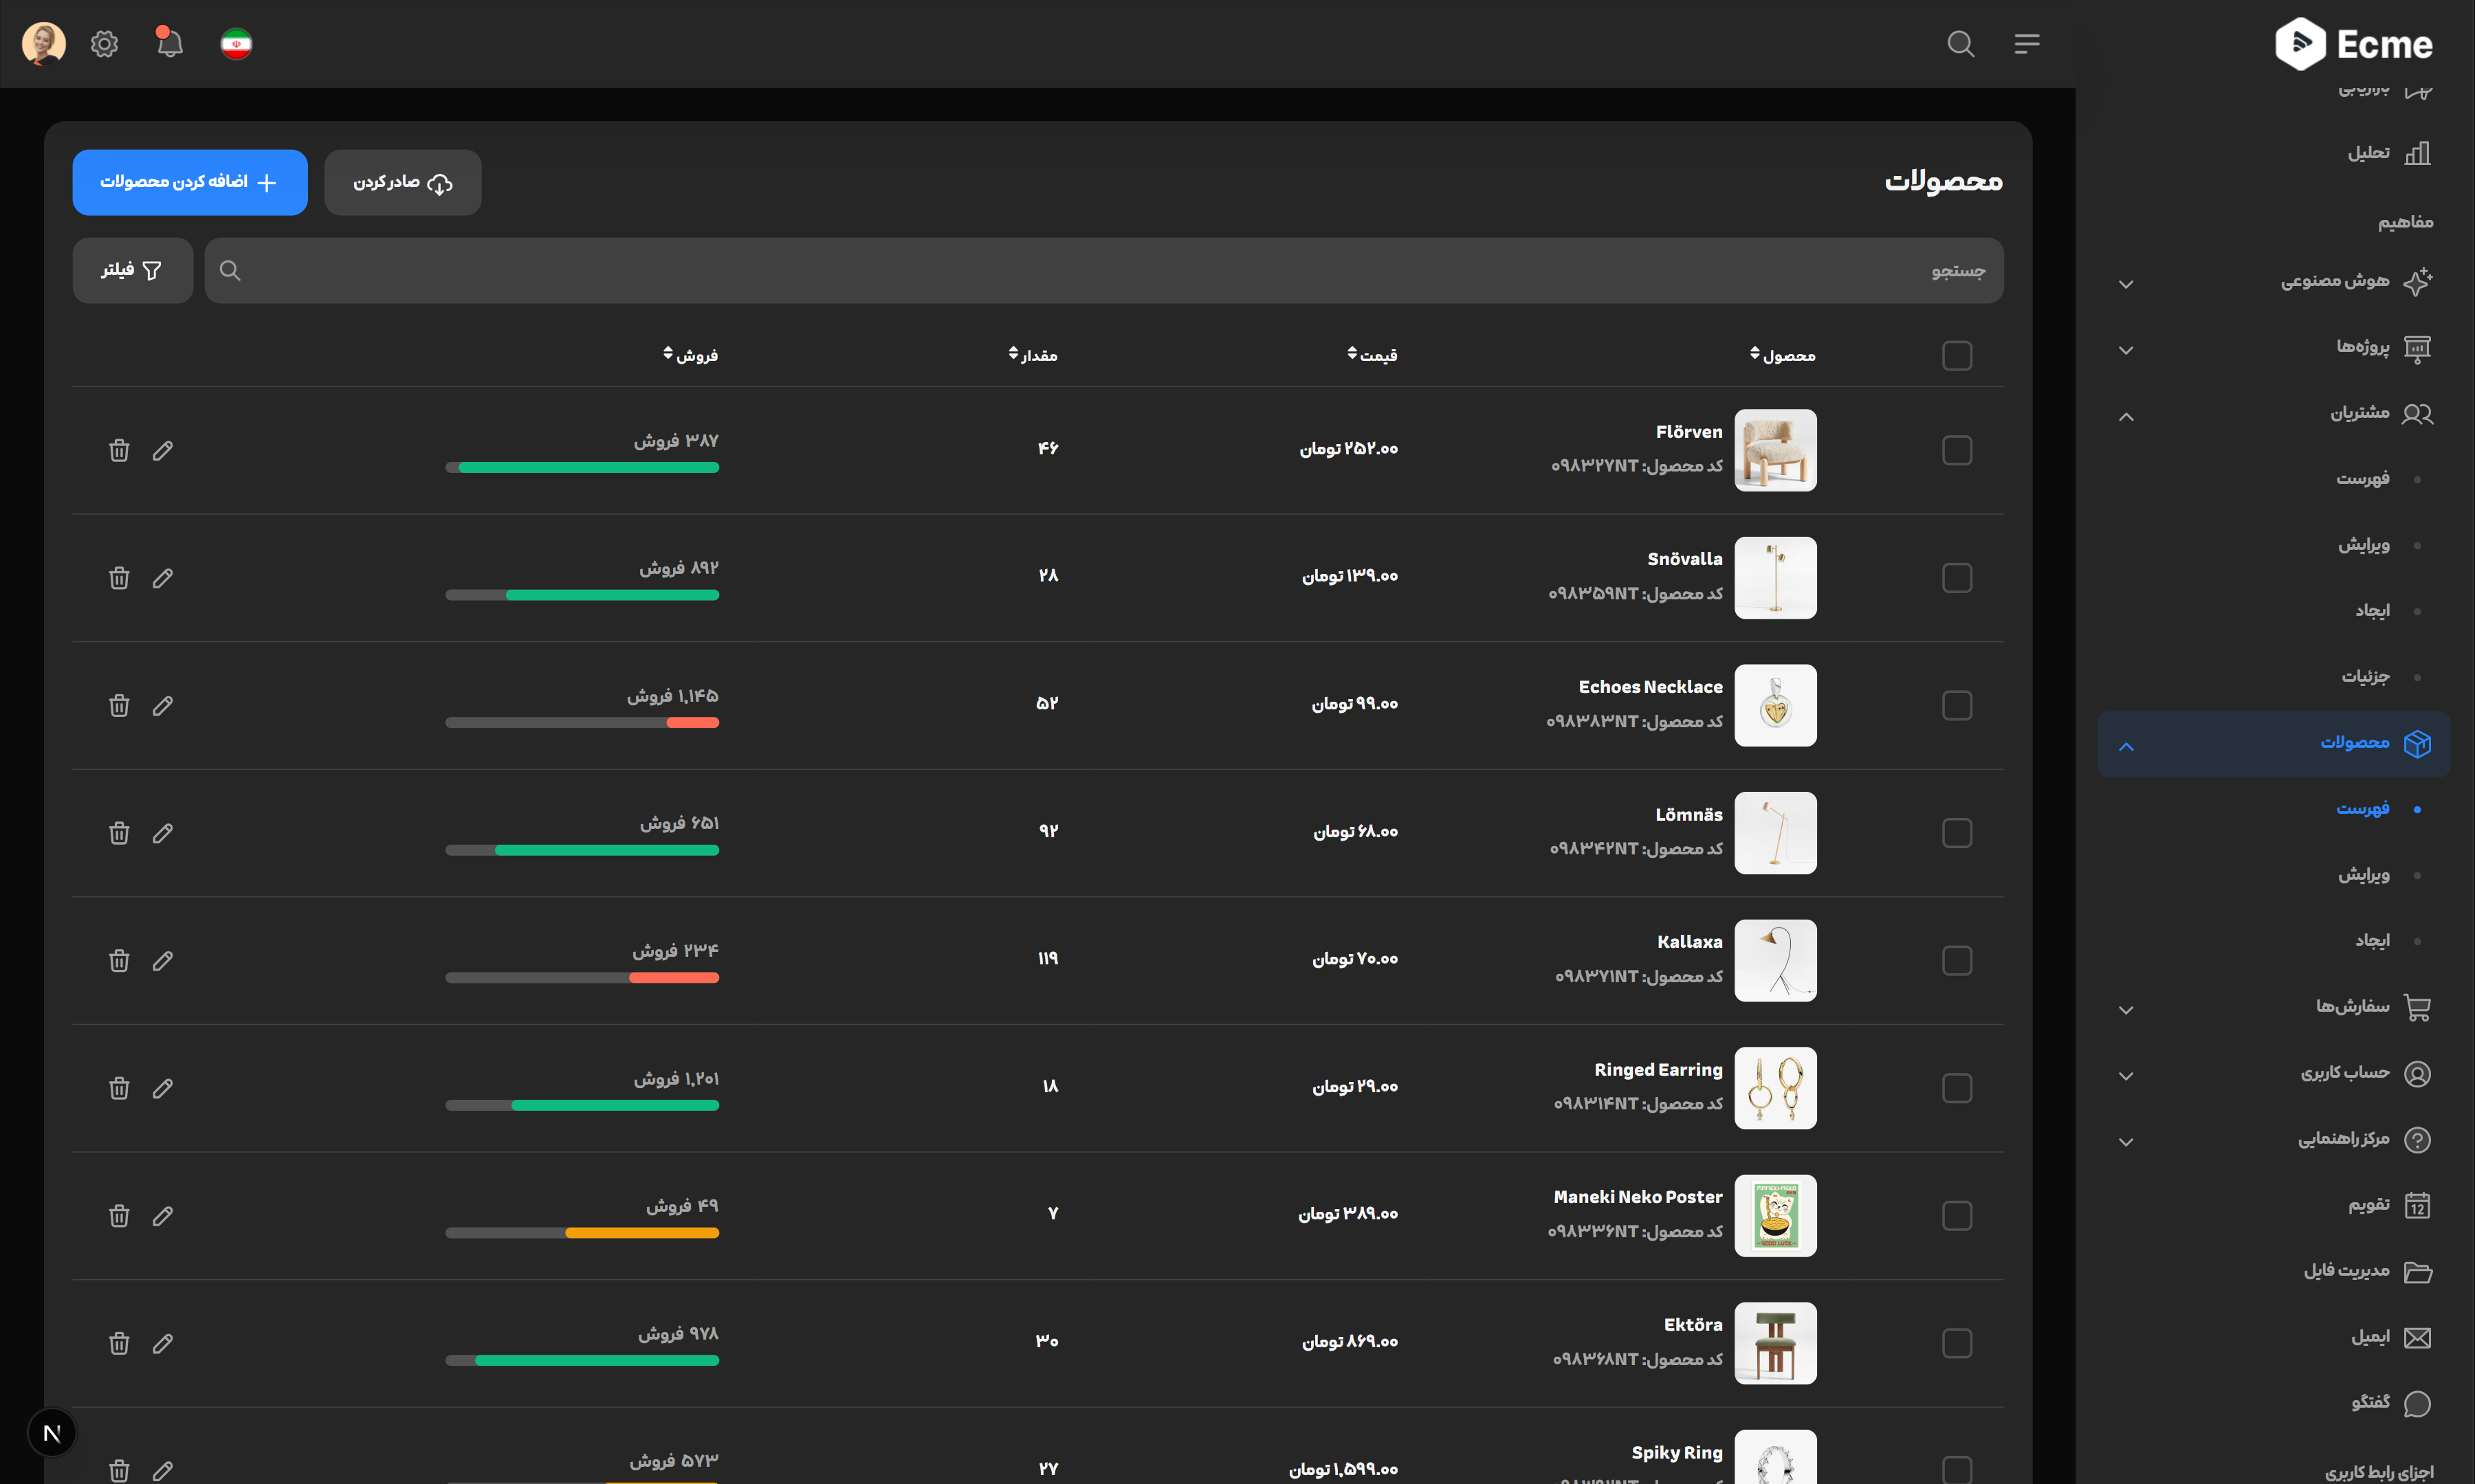 Ecme
بازاریابی
تحلیل
مفاهیم
هوش مصنوعی
پروژه‌ها
مشتریان
فهرست
ویرایش
ایجاد
جزئیات
محصولات
فهرست
ویرایش
ایجاد
سفارش‌ها
حساب کاربری
مرکز راهنمایی
تقویم
مدیریت فایل
ایمیل
گفتگو
اجزای رابط کاربری
محصولات
صادر کردن
اضافه کردن محصولات
جستجو
فیلتر
محصول قیمت مقدار فروش
Flörven
کد محصول: ۰۹۸۳۲۷NT
۲۵۲.۰۰ تومان
۴۶
۳۸۷ فروش
Snövalla
کد محصول: ۰۹۸۳۵۹NT
۱۳۹.۰۰ تومان
۲۸
۸۹۲ فروش
Echoes Necklace
کد محصول: ۰۹۸۳۸۳NT
۹۹.۰۰ تومان
۵۲
۱,۱۴۵ فروش
Lömnäs
کد محصول: ۰۹۸۳۴۲NT
۶۸.۰۰ تومان
۹۲
۶۵۱ فروش
Kallaxa
کد محصول: ۰۹۸۳۷۱NT
۷۰.۰۰ تومان
۱۱۹
۲۳۴ فروش
Ringed Earring
کد محصول: ۰۹۸۳۱۴NT
۲۹.۰۰ تومان
۱۸
۱,۲۰۱ فروش
Maneki Neko Poster
کد محصول: ۰۹۸۳۳۶NT
۳۸۹.۰۰ تومان
۷
۴۹ فروش
Ektöra
کد محصول: ۰۹۸۳۶۸NT
۸۶۹.۰۰ تومان
۳۰
۹۷۸ فروش
Spiky Ring
۱,۵۹۹.۰۰ تومان
۲۷
۵۷۳ فروش